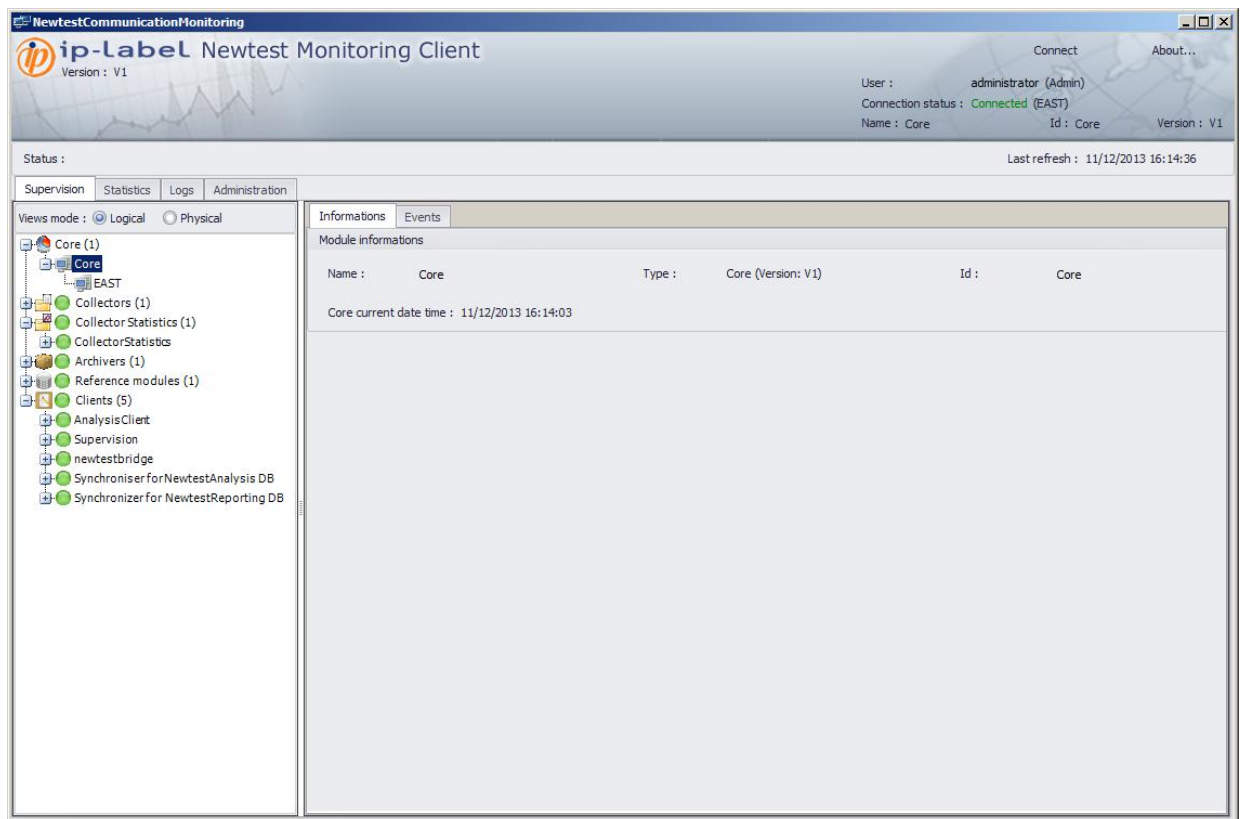 NewtestCommunicationMonitoring
ip-label Newtest Monitoring Client
Version : V1
Connect About...
User : administrator (Admin)
Connection status : Connected (EAST)
Name : Core Id : Core Version : V1
Status : Last refresh : 11/12/2013 16:14:36
Supervision Statistics Logs Administration
Views mode : Logical Physical
Core (1)
Core
EAST
Collectors (1)
Collector Statistics (1)
CollectorStatistics
Archivers (1)
Reference modules (1)
Clients (5)
AnalysisClient
Supervision
newtestbridge
Synchroniser for NewtestAnalysis DB
Synchronizer for NewtestReporting DB
Informations Events
Module informations
Name : Core Type : Core (Version: V1) Id : Core
Core current date time : 11/12/2013 16:14:03